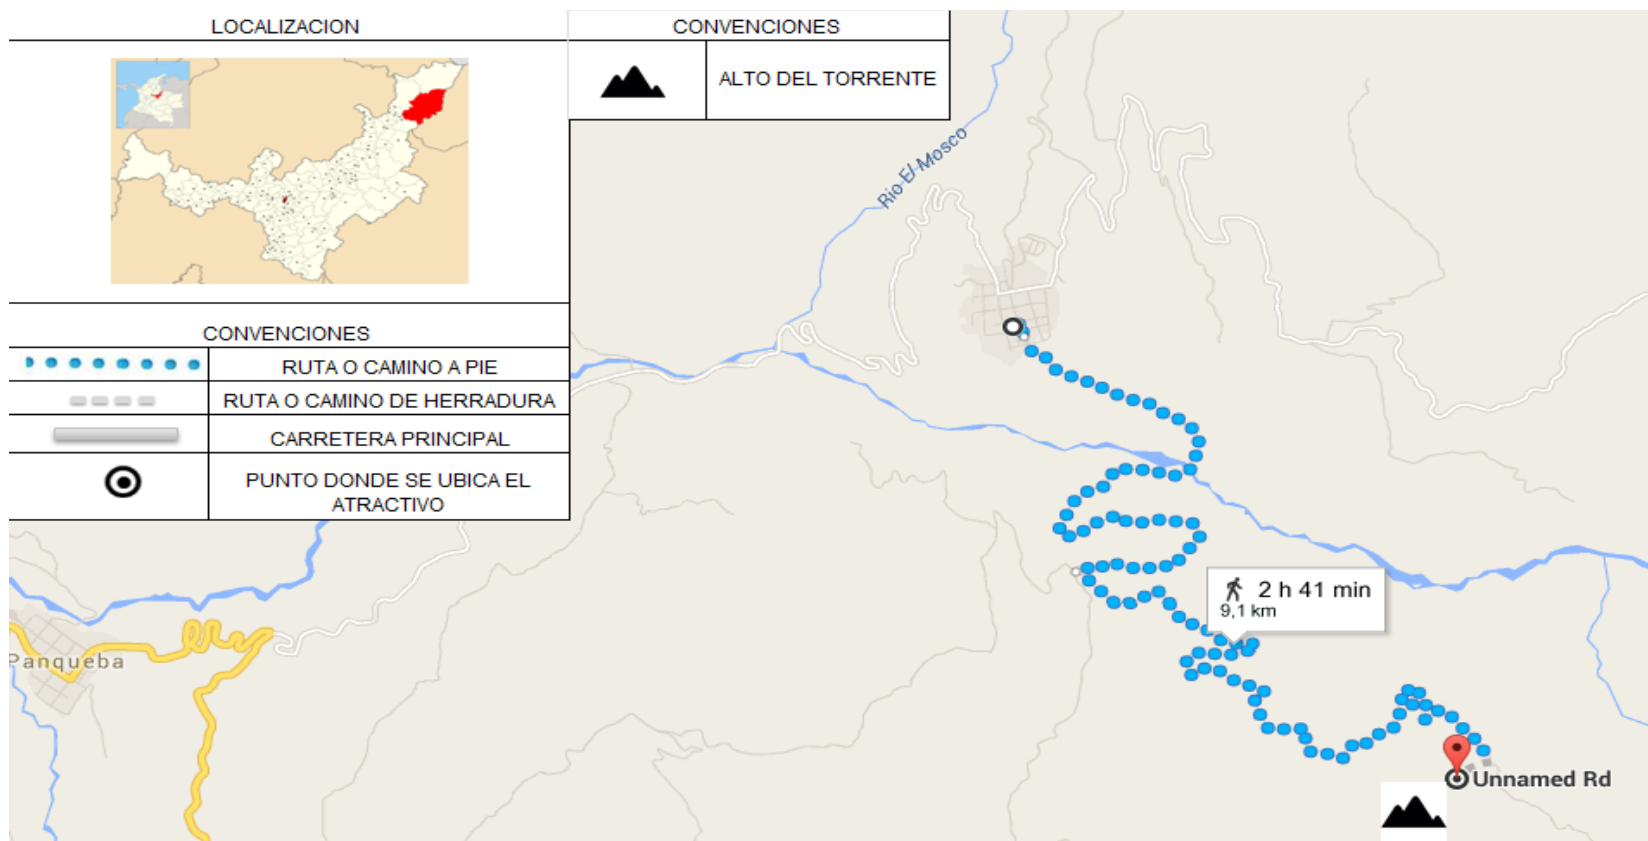 LOCALIZACION
CONVENCIONES
ALTO DEL TORRENTE
CONVENCIONES
RUTA O CAMINO A PIE
RUTA O CAMINO DE HERRADURA
CARRETERA PRINCIPAL
PUNTO DONDE SE UBICA EL
ATRACTIVO
Rio El Mosco
2 h 41 min
9,1 km
Panqueba
Unnamed Rd